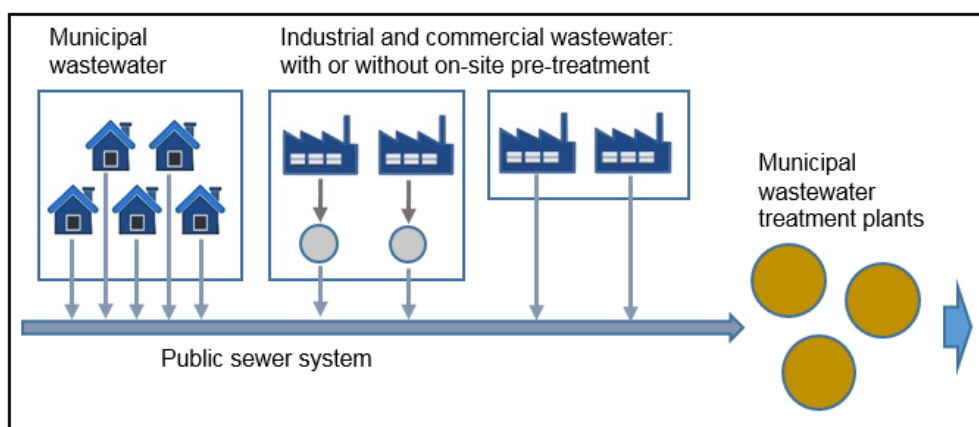 Municipal
wastewater
Industrial and commercial wastewater:
with or without on-site pre-treatment
Municipal
wastewater
treatment plants
Public sewer system